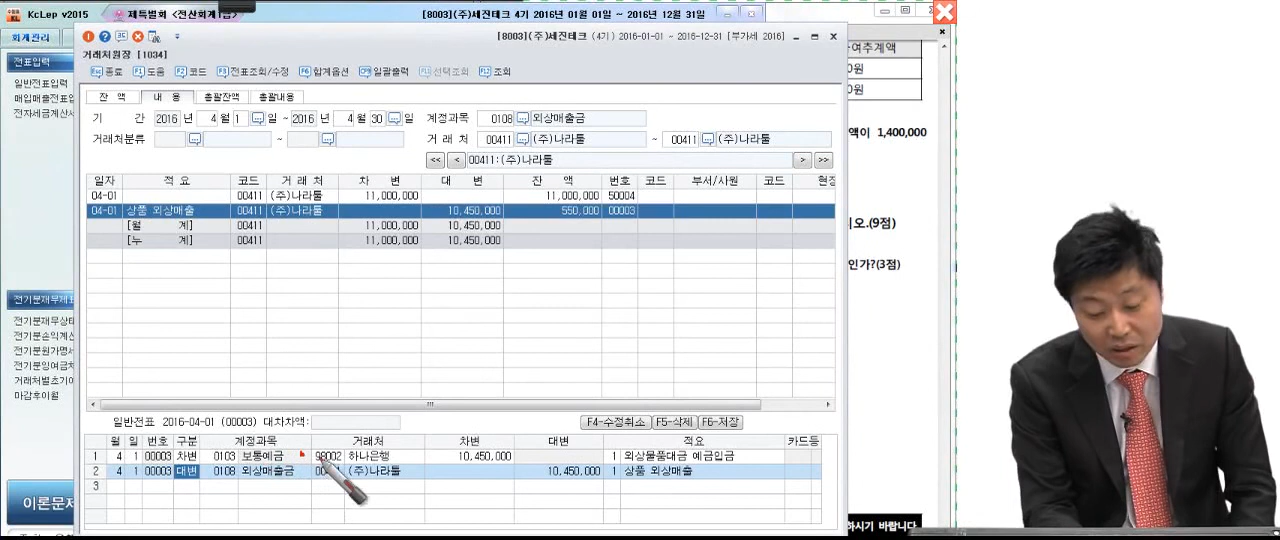 KcLep v2015
제특별회 <전산회계1급>
[8003](주)세진테크 4기 2016년 01월 01일 ~ 2016년 12월 31일
회계관리
전표입력
일반전표입력
매입매출전표입
전자세금계산서
전기분재무제표
전기분재무상태
전기분손익계산
전기분원가명세
전기분잉여금처
거래처별초기이
마감후이월
이론문제
[8003](주)세진테크 (4기) 2016-01-01 ~ 2016-12-31 [부가세 2016]
거래처원장 [1034]
Esc 종료 F1 도움 F2 코드 F3 전표조회/수정 F6 합계옵션 CF9 일괄출력 F11 선택조회 F12 조회
잔 액 내 용 총괄잔액 총괄내용
기 간 2016 년 4 월 1 일 ~ 2016 년 4 월 30 일 계정과목 0108 외상매출금
거래처분류 ~ 거 래 처 00411 (주)나라툴 ~ 00411 (주)나라툴
<< < 00411:(주)나라툴 > >>
일자 적 요 코드 거 래 처 차 변 대 변 잔 액 번호 코드 부서/사원 코드 현장
04-01 00411 (주)나라툴 11,000,000 11,000,000 50004
04-01 상품 외상매출 00411 (주)나라툴 10,450,000 550,000 00003
[월 계] 00411 11,000,000 10,450,000
[누 계] 00411 11,000,000 10,450,000
일반전표 2016-04-01 (00003) 대차차액: F4-수정취소 F5-삭제 F6-저장
월 일 번호 구분 계정과목 거래처 차변 대변 적요 카드등
1 4 1 00003 차변 0103 보통예금 98002 하나은행 10,450,000 1 외상물품대금 예금입금
2 4 1 00003 대변 0108 외상매출금 (주)나라툴 10,450,000 1 상품 외상매출
3
여추계액
0원
0원
액이 1,400,000
오.(9점)
인가?(3점)
하시기 바랍니다